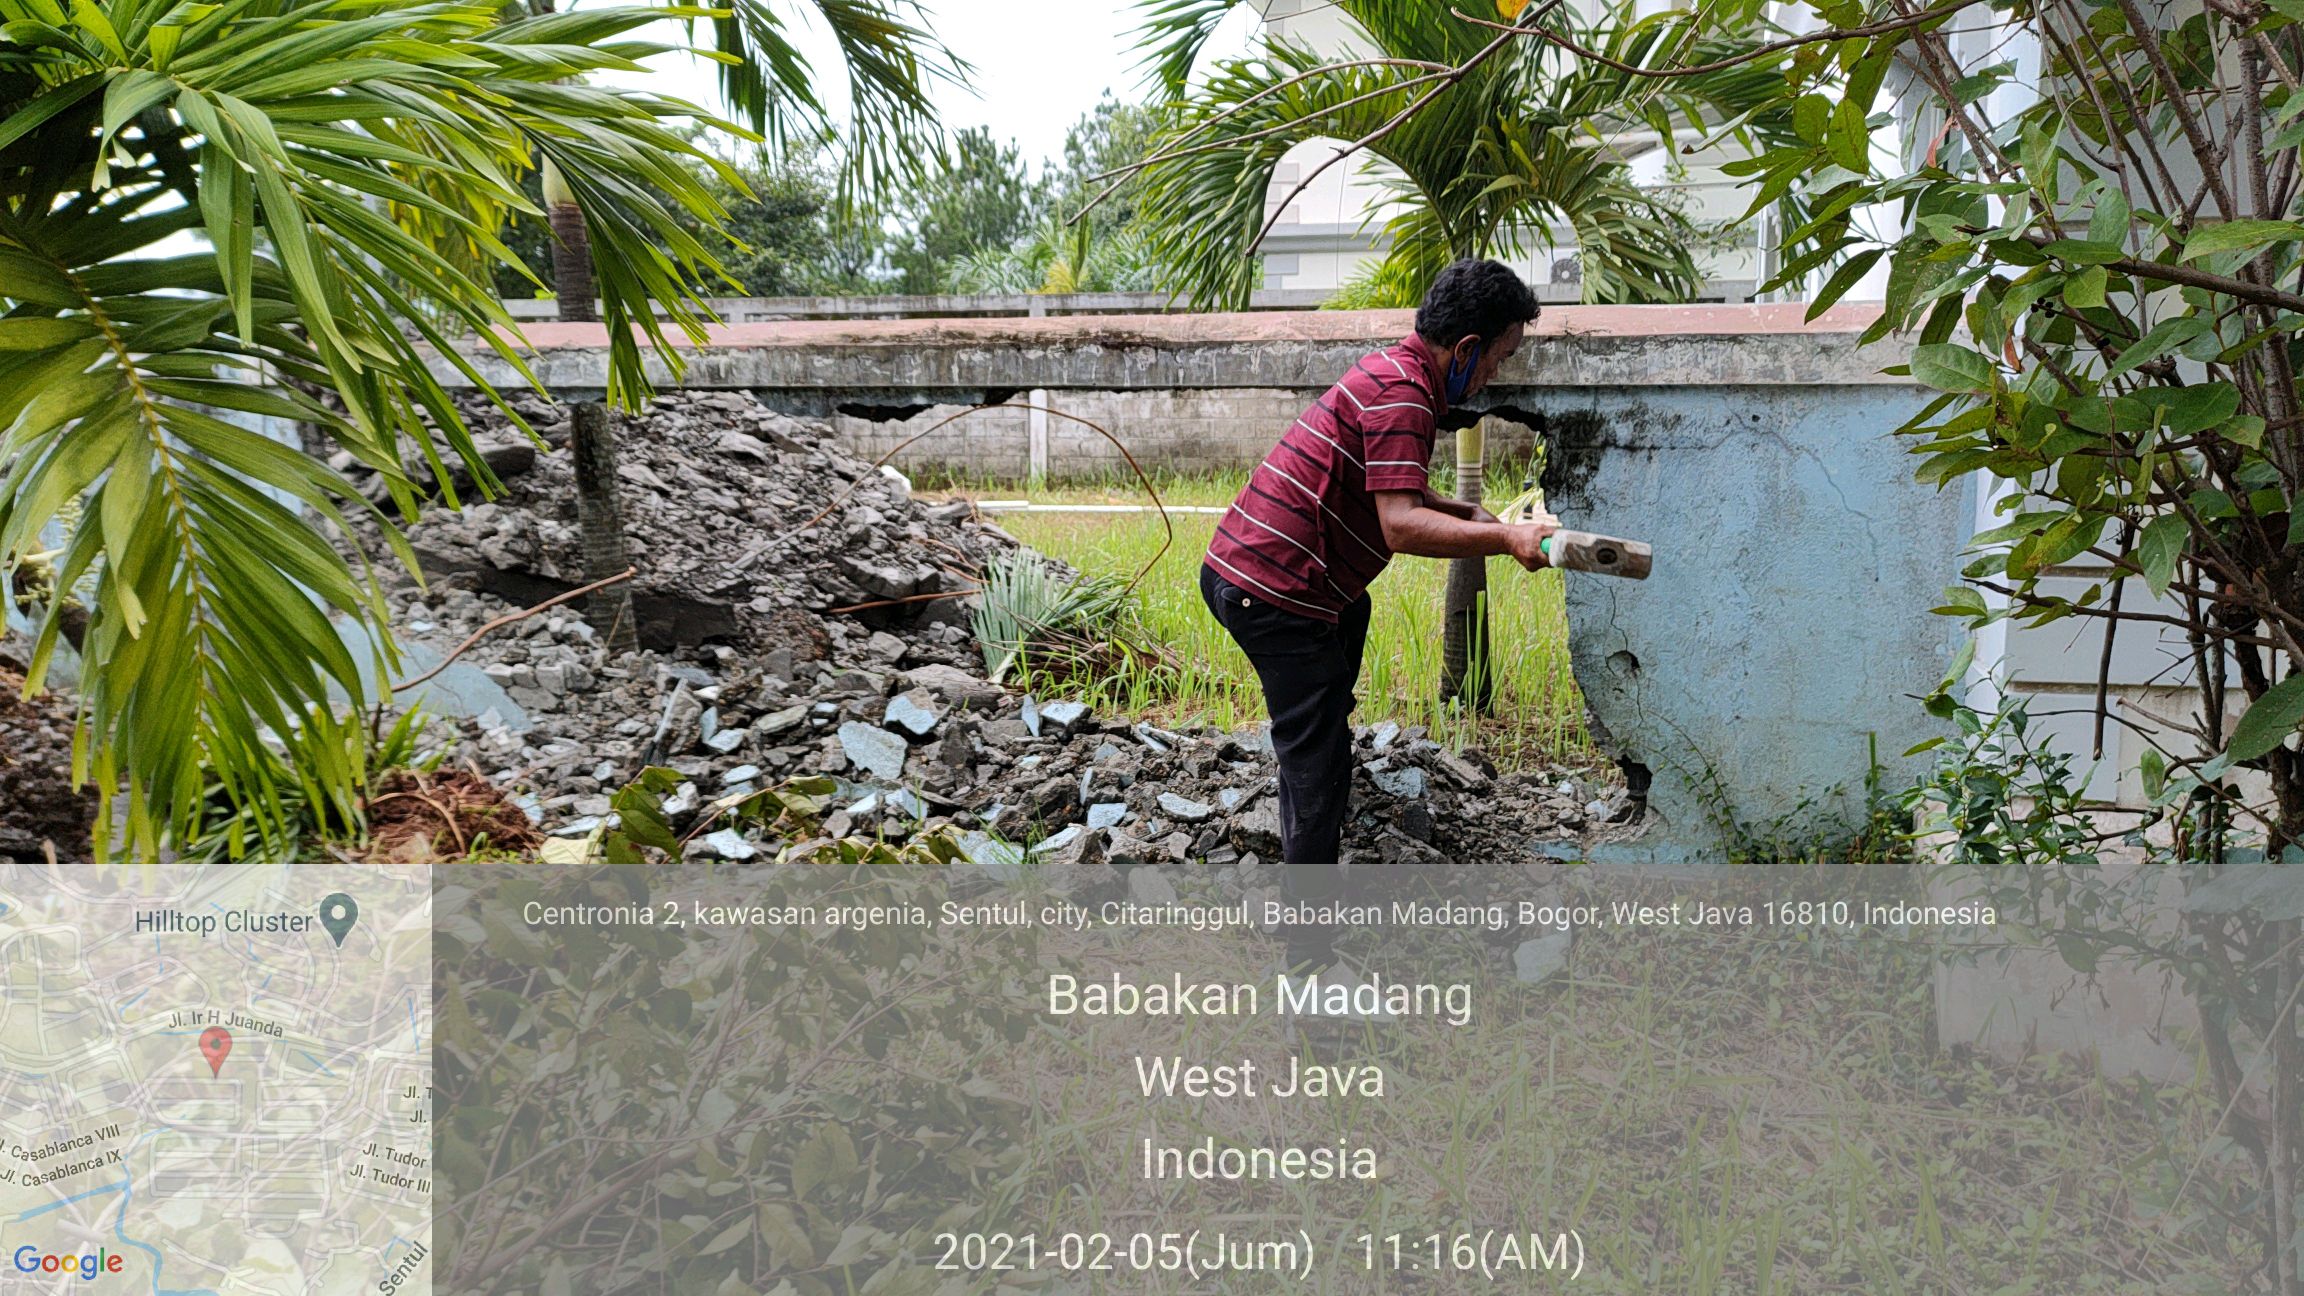 Centronia 2, kawasan argenia, Sentul, city, Citaringgul, Babakan Madang, Bogor, West Java 16810, Indonesia
Babakan Madang
West Java
Indonesia
2021-02-05(Jum) 11:16(AM)
Hilltop Cluster
Jl. Ir H Juanda
Jl. T
Jl.
Jl. Casablanca VIII
Jl. Casablanca IX
Jl. Tudor
Jl. Tudor III
Sentul
Google